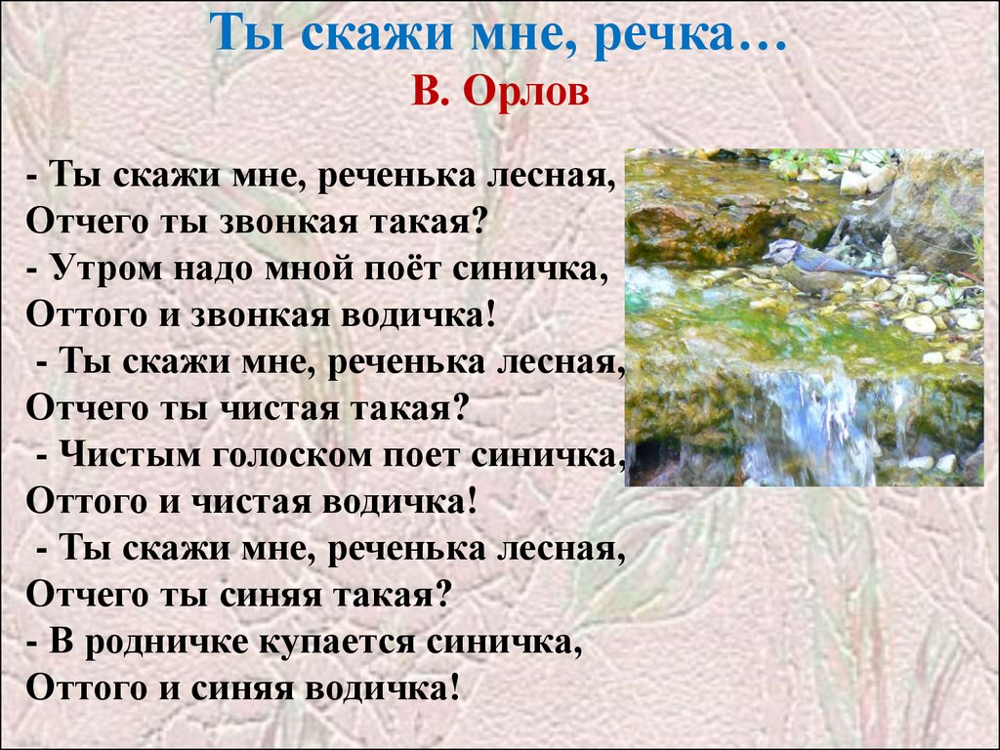 Ты скажи мне, речка…
В. Орлов
- Ты скажи мне, реченька лесная,
Отчего ты звонкая такая?
- Утром надо мной поёт синичка,
Оттого и звонкая водичка!
- Ты скажи мне, реченька лесная,
Отчего ты чистая такая?
- Чистым голоском поет синичка,
Оттого и чистая водичка!
- Ты скажи мне, реченька лесная,
Отчего ты синяя такая?
- В родничке купается синичка,
Оттого и синяя водичка!